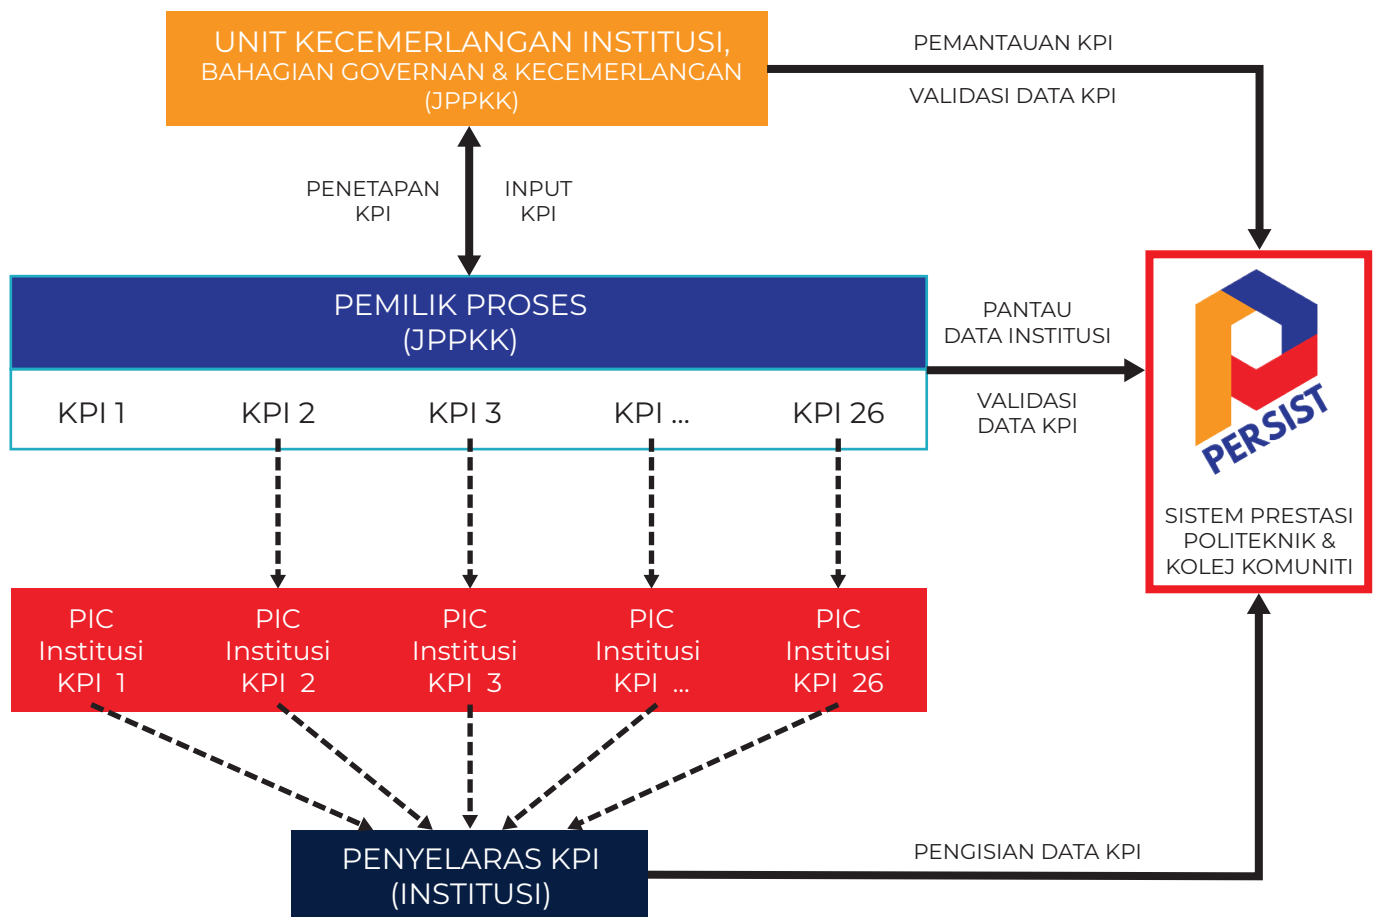 UNIT KECEMERLANGAN INSTITUSI,
BAHAGIAN GOVERNAN & KECEMERLANGAN
(JPPKK)
PEMANTAUAN KPI
VALIDASI DATA KPI
PENETAPAN
KPI
INPUT
KPI
PEMILIK PROSES
(JPPKK)
KPI 1
KPI 2
KPI 3
KPI ...
KPI 26
PANTAU
DATA INSTITUSI
VALIDASI
DATA KPI
PERSIST
SISTEM PRESTASI
POLITEKNIK &
KOLEJ KOMUNITI
PIC
Institusi
KPI 1
PIC
Institusi
KPI 2
PIC
Institusi
KPI 3
PIC
Institusi
KPI ...
PIC
Institusi
KPI 26
PENYELARAS KPI
(INSTITUSI)
PENGISIAN DATA KPI